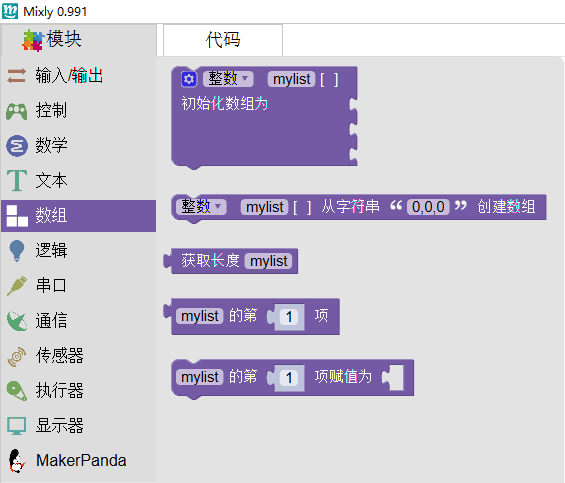 Mixly 0.991
模块
代码
输入/输出
控制
数学
文本
数组
逻辑
串口
通信
传感器
执行器
显示器
MakerPanda
整数 mylist [ ]
初始化数组为
整数 mylist [ ] 从字符串 “ 0,0,0 ” 创建数组
获取长度 mylist
mylist 的第 1 项
mylist 的第 1 项赋值为